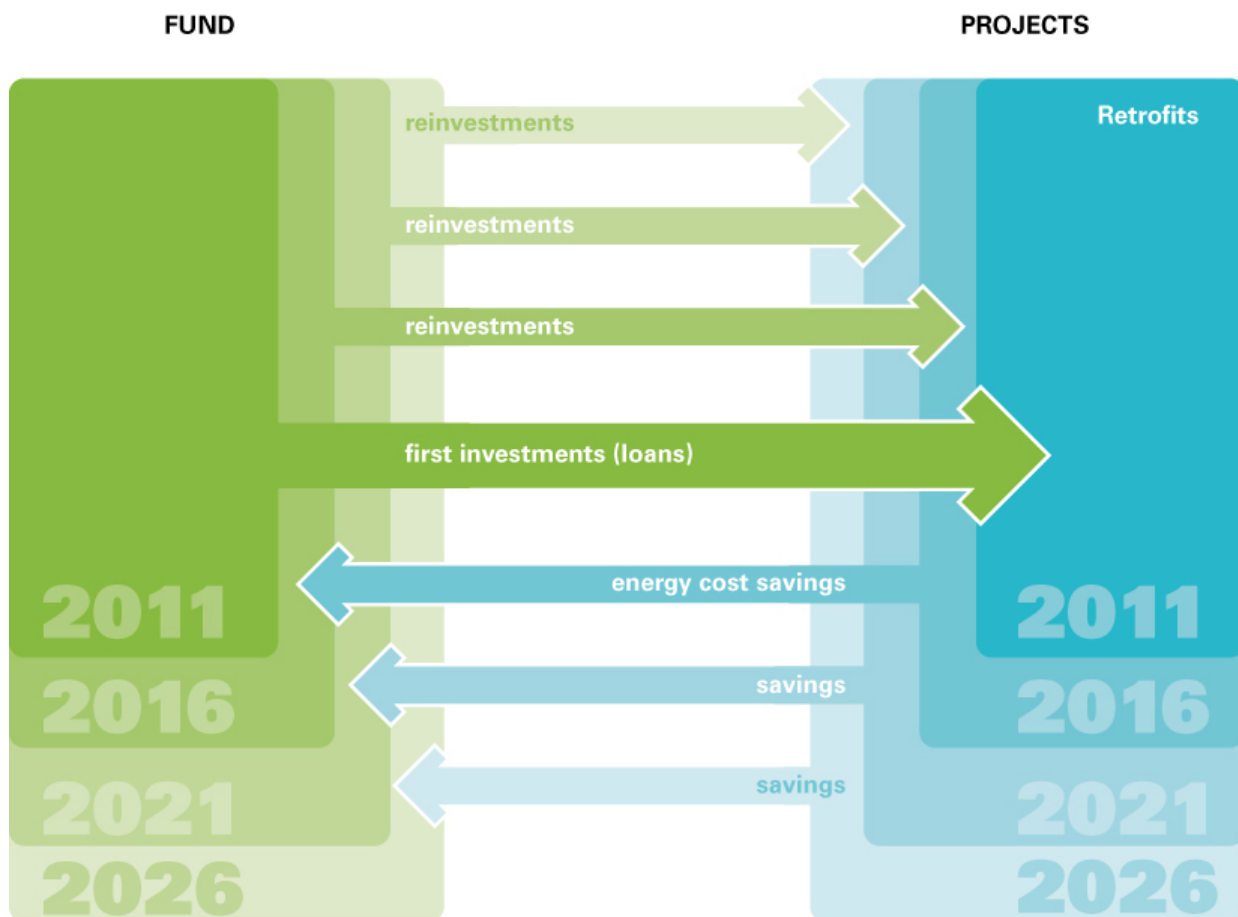 FUND
PROJECTS
Retrofits
reinvestments
reinvestments
reinvestments
first investments (loans)
energy cost savings
2011
2011
savings
2016
2016
savings
2021
2021
2026
2026